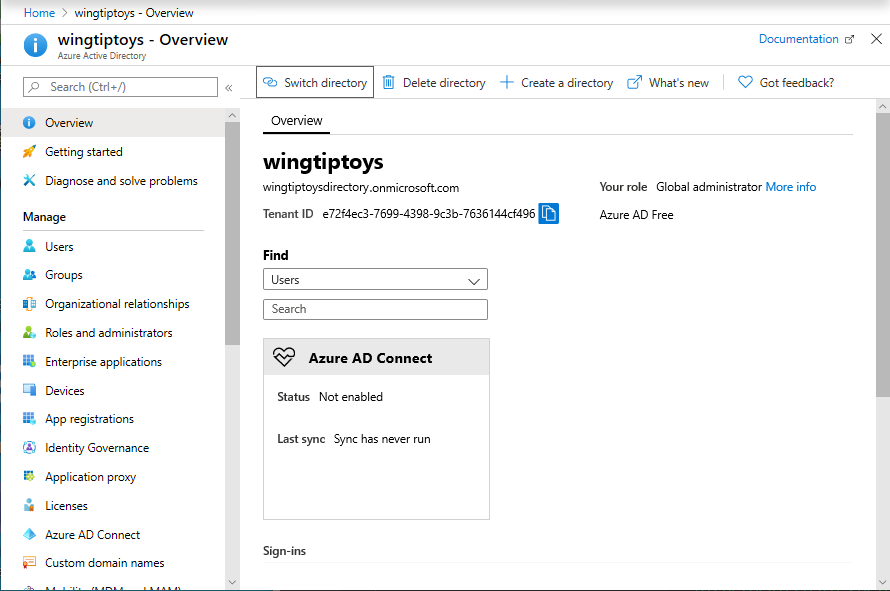 Home > wingtiptoys - Overview
wingtiptoys - Overview
Azure Active Directory
Documentation
Search (Ctrl+/)
«
Switch directory
Delete directory
Create a directory
What's new
Got feedback?
Overview
Getting started
Diagnose and solve problems
Manage
Users
Groups
Organizational relationships
Roles and administrators
Enterprise applications
Devices
App registrations
Identity Governance
Application proxy
Licenses
Azure AD Connect
Custom domain names
Mobility (MDM and MAM)
Overview
wingtiptoys
wingtiptoysdirectory.onmicrosoft.com
Your role Global administrator More info
Tenant ID e72f4ec3-7699-4398-9c3b-7636144cf496
Azure AD Free
Find
Users
Search
Azure AD Connect
Status Not enabled
Last sync Sync has never run
Sign-ins